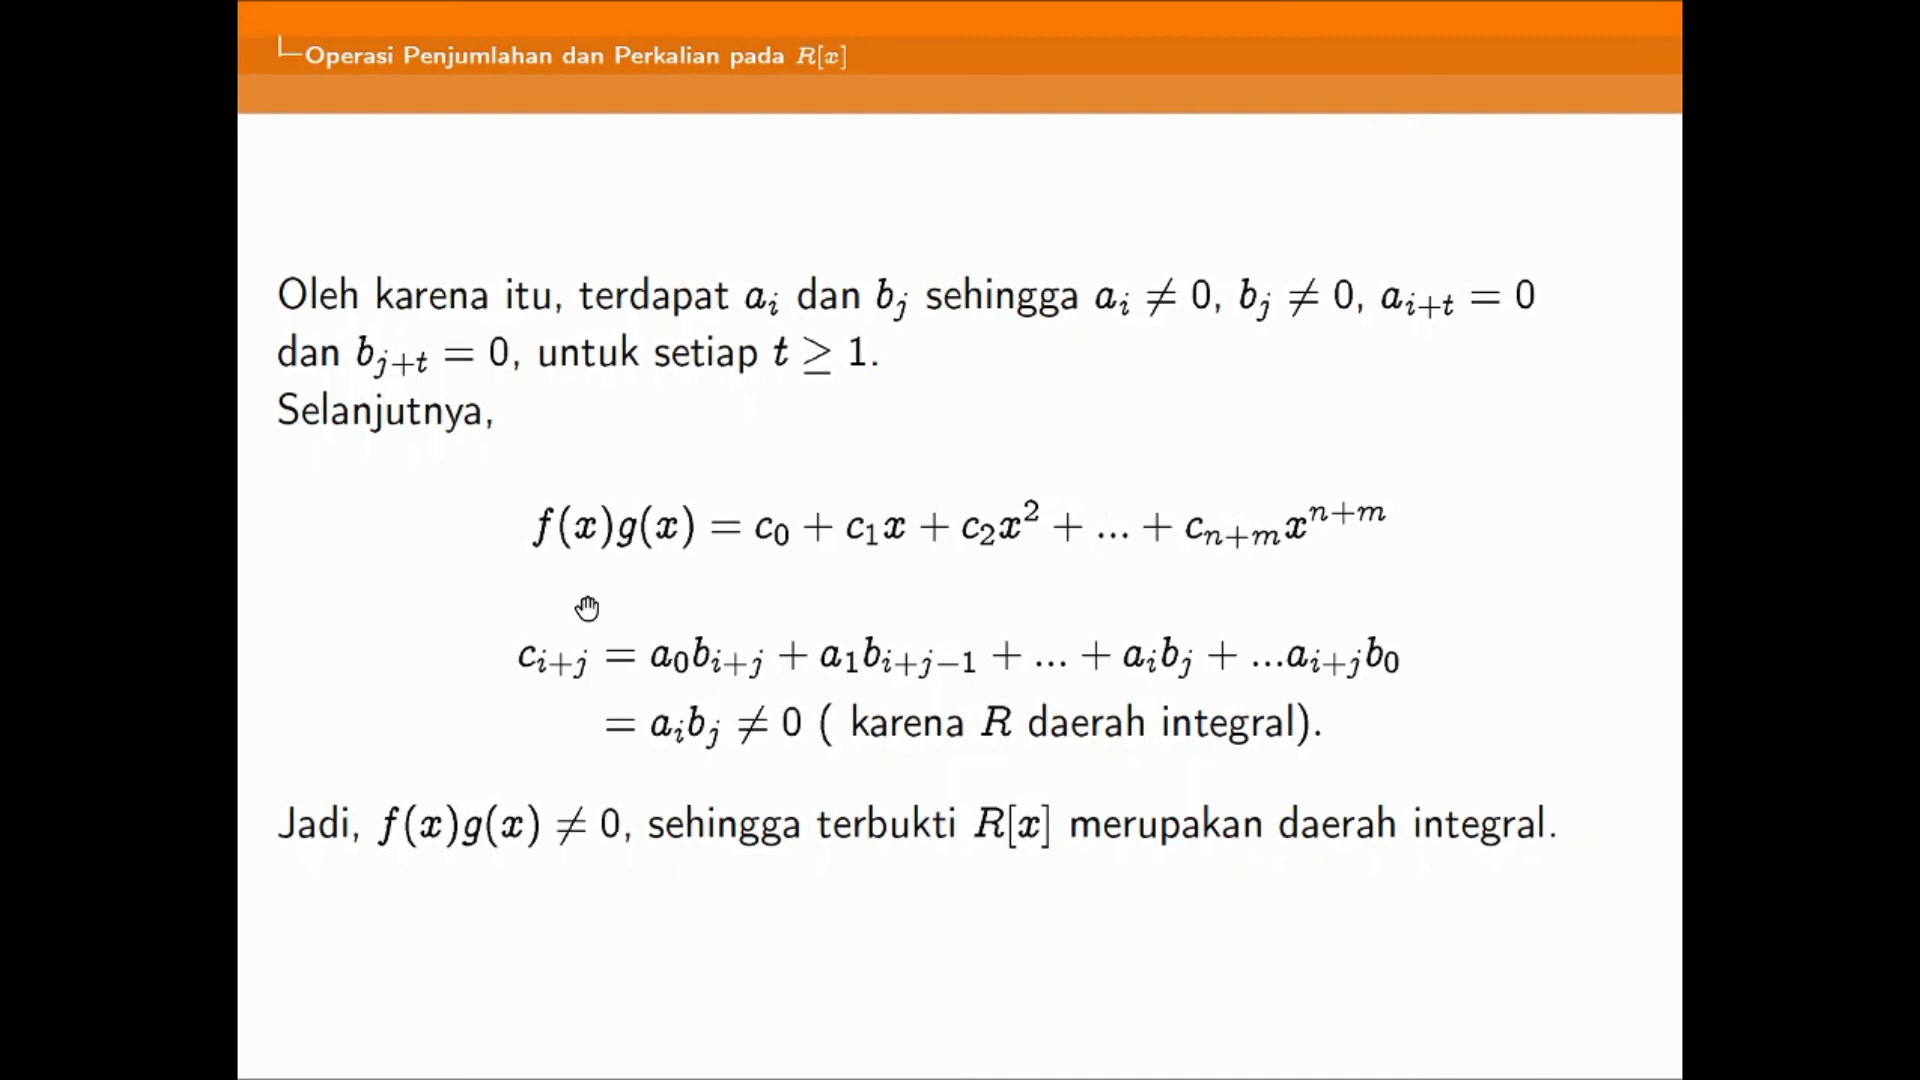 Operasi Penjumlahan dan Perkalian pada R[x]
Oleh karena itu, terdapat a_i dan b_j sehingga a_i ≠ 0, b_j ≠ 0, a_{i+t} = 0
dan b_{j+t} = 0, untuk setiap t ≥ 1.
Selanjutnya,
f(x)g(x) = c_0 + c_1x + c_2x^2 + ... + c_{n+m}x^{n+m}
c_{i+j} = a_0b_{i+j} + a_1b_{i+j−1} + ... + a_ib_j + ...a_{i+j}b_0
= a_ib_j ≠ 0 ( karena R daerah integral).
Jadi, f(x)g(x) ≠ 0, sehingga terbukti R[x] merupakan daerah integral.